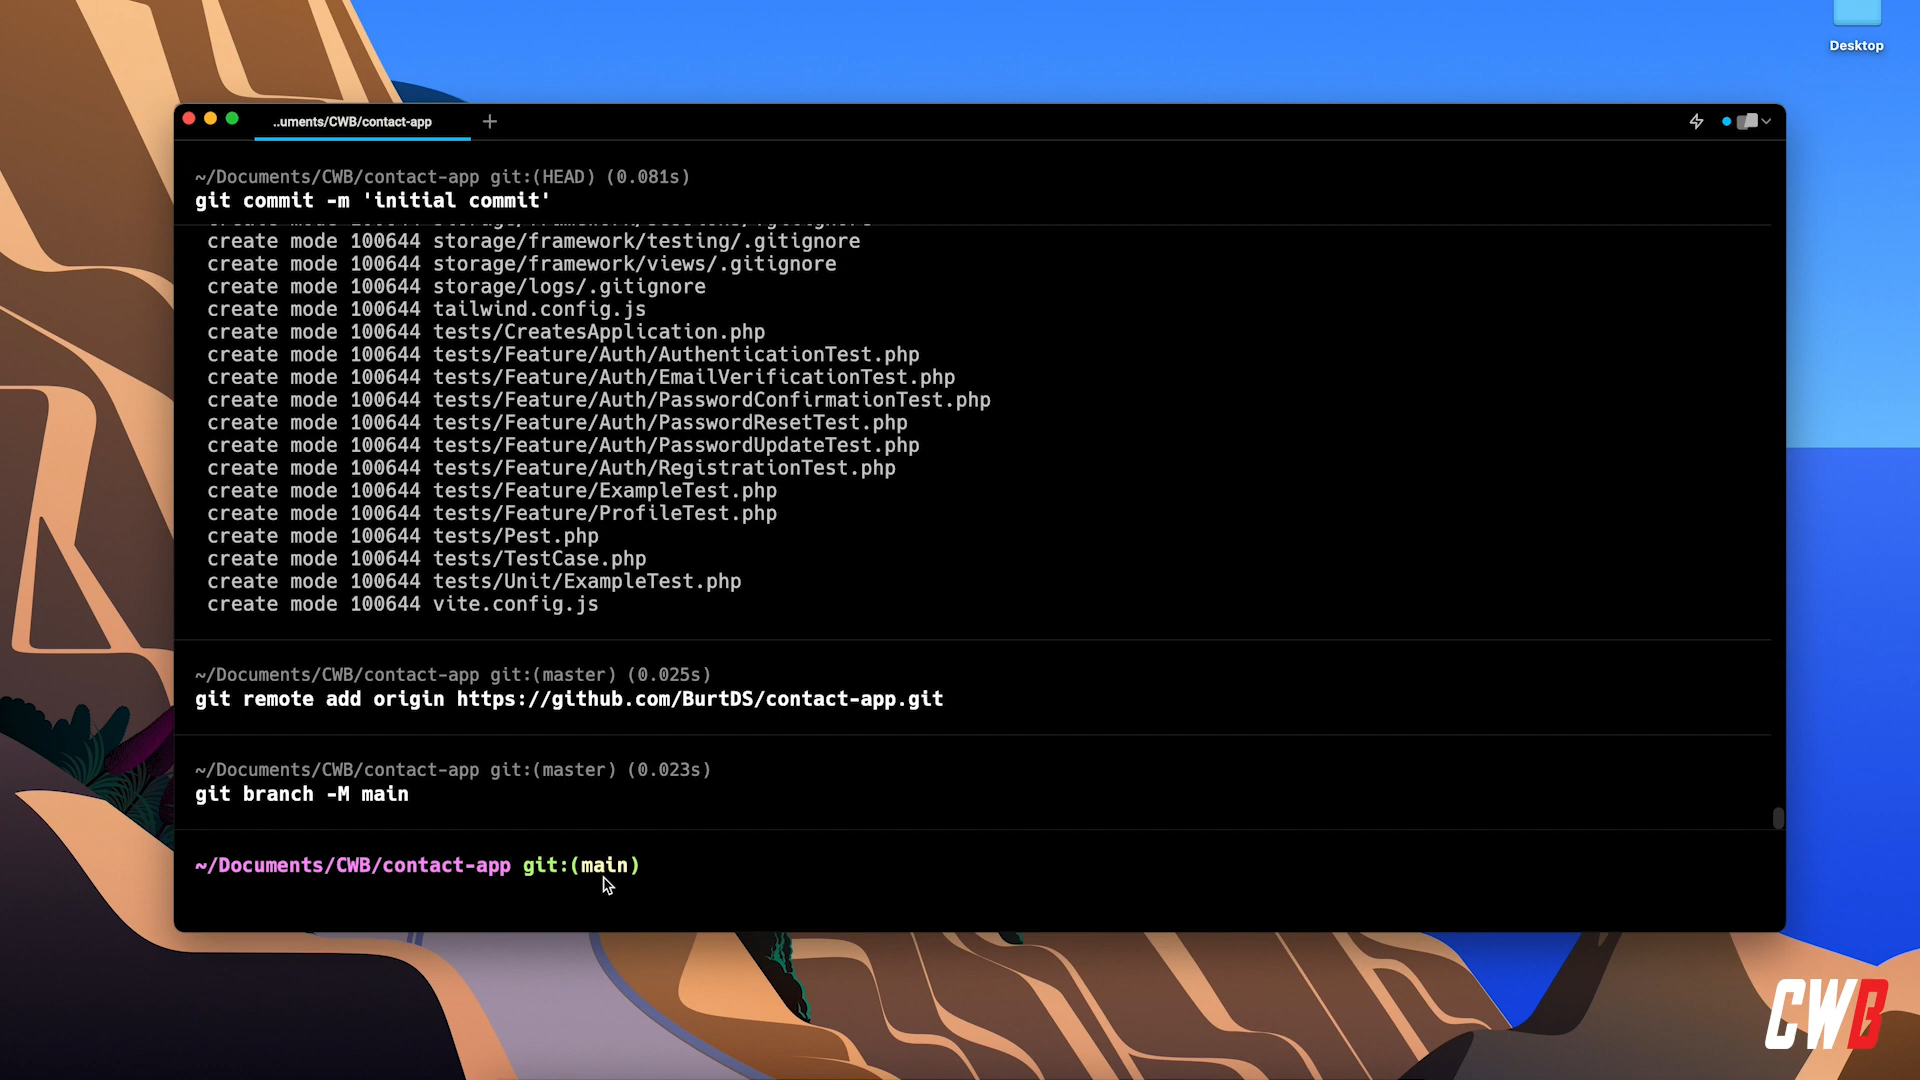 Desktop
..uments/CWB/contact-app
~/Documents/CWB/contact-app git:(HEAD) (0.081s)
git commit -m 'initial commit'
create mode 100644 storage/framework/testing/.gitignore
create mode 100644 storage/framework/views/.gitignore
create mode 100644 storage/logs/.gitignore
create mode 100644 tailwind.config.js
create mode 100644 tests/CreatesApplication.php
create mode 100644 tests/Feature/Auth/AuthenticationTest.php
create mode 100644 tests/Feature/Auth/EmailVerificationTest.php
create mode 100644 tests/Feature/Auth/PasswordConfirmationTest.php
create mode 100644 tests/Feature/Auth/PasswordResetTest.php
create mode 100644 tests/Feature/Auth/PasswordUpdateTest.php
create mode 100644 tests/Feature/Auth/RegistrationTest.php
create mode 100644 tests/Feature/ExampleTest.php
create mode 100644 tests/Feature/ProfileTest.php
create mode 100644 tests/Pest.php
create mode 100644 tests/TestCase.php
create mode 100644 tests/Unit/ExampleTest.php
create mode 100644 vite.config.js
~/Documents/CWB/contact-app git:(master) (0.025s)
git remote add origin https://github.com/BurtDS/contact-app.git
~/Documents/CWB/contact-app git:(master) (0.023s)
git branch -M main
~/Documents/CWB/contact-app git:(main)
CWB